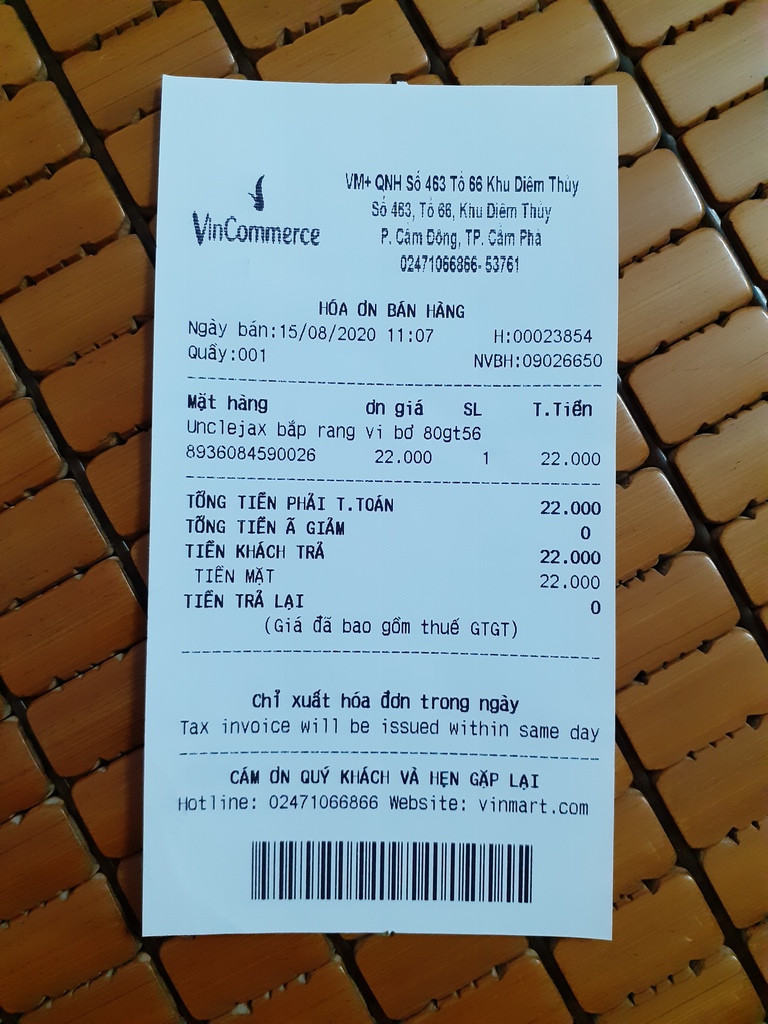 VinCommerce
VM+ QNH Số 463 Tổ 66 Khu Diêm Thủy
Số 463, Tổ 66, Khu Diêm Thủy
P. Cẩm Đông, TP. Cẩm Phả
02471066866- 53761
HÓA ƠN BÁN HÀNG
Ngày bán:15/08/2020 11:07 H:00023854
Quầy:001 NVBH:09026650
Mặt hàng ơn giá SL T.Tiền
Unclejax bắp rang vị bơ 80gt56
8936084590026 22.000 1 22.000
TỔNG TIỀN PHẢI T.TOÁN 22.000
TỔNG TIỀN Ã GIẢM 0
TIỀN KHÁCH TRẢ 22.000
TIỀN MẶT 22.000
TIỀN TRẢ LẠI 0
(Giá đã bao gồm thuế GTGT)
Chỉ xuất hóa đơn trong ngày
Tax invoice will be issued within same day
CẢM ƠN QUÝ KHÁCH VÀ HẸN GẶP LẠI
Hotline: 02471066866 Website: vinmart.com